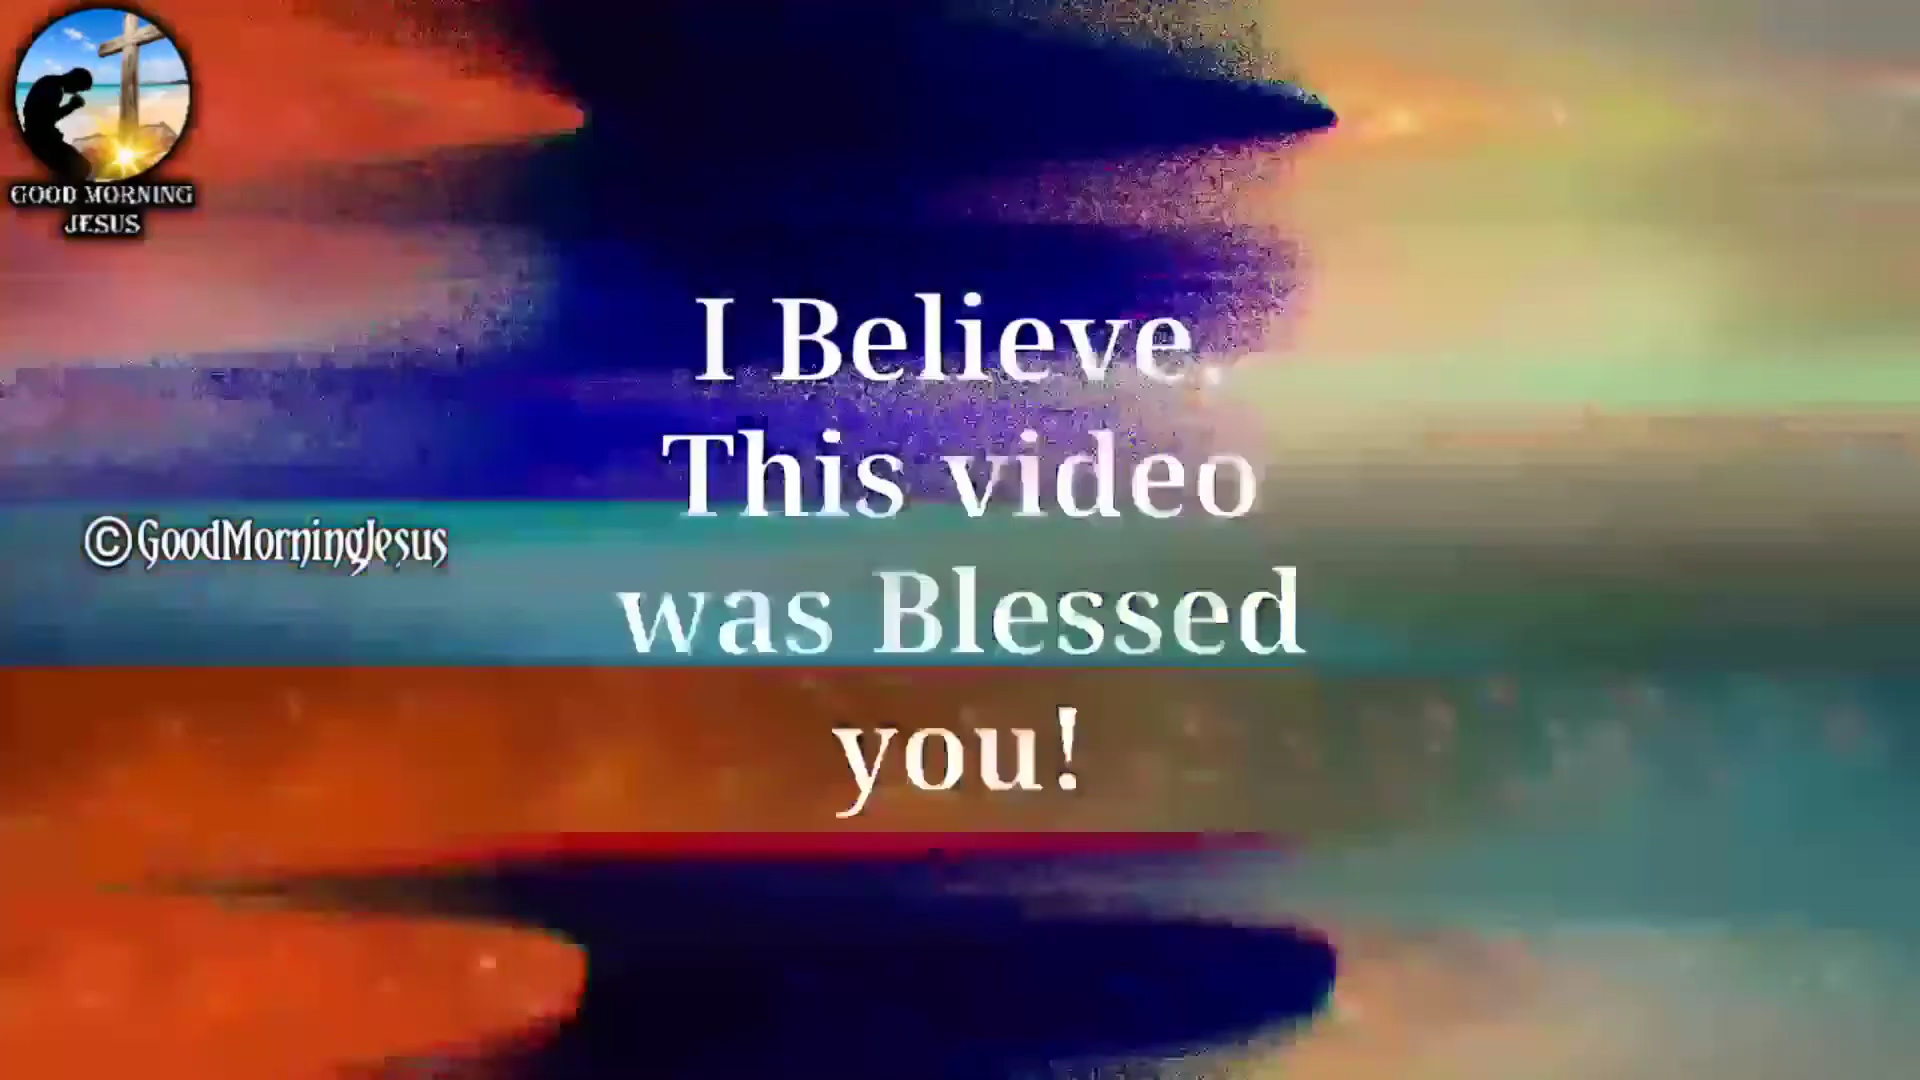 GOOD MORNING
JESUS
I Believe.
This video
©GoodMorningJesus
was Blessed
you!